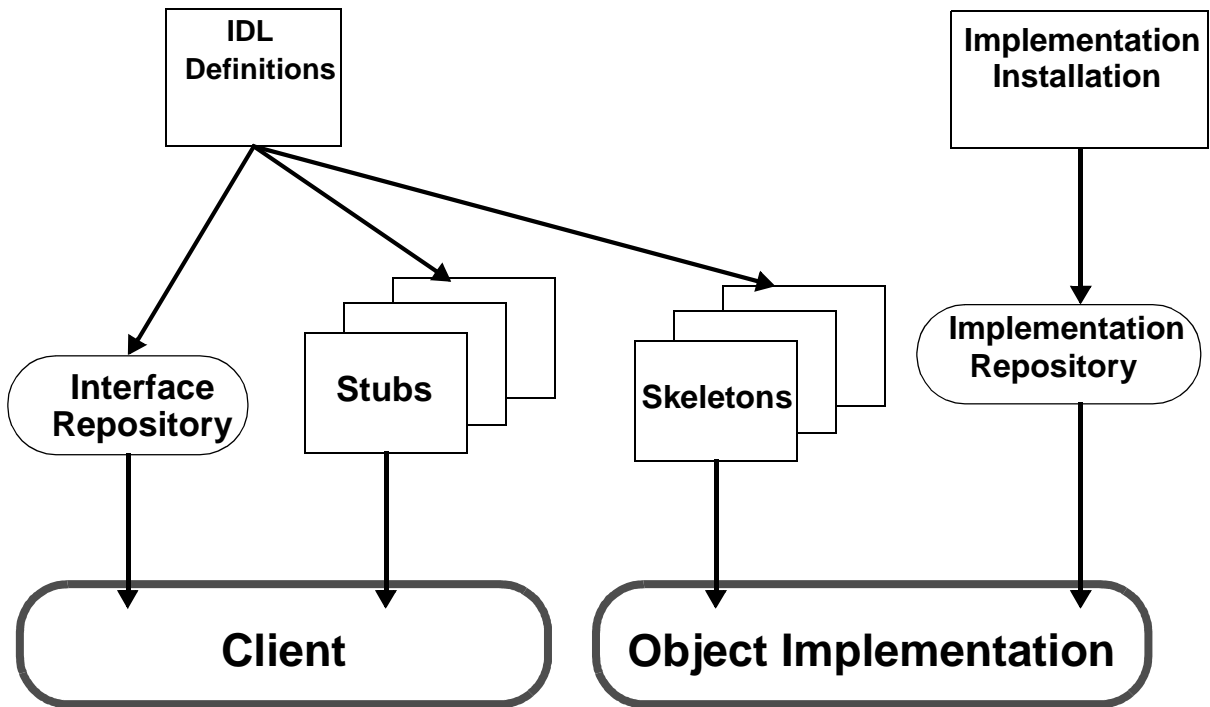 IDL
Definitions
Implementation
Installation
Interface
Repository
Stubs
Skeletons
Implementation
Repository
Client
Object Implementation